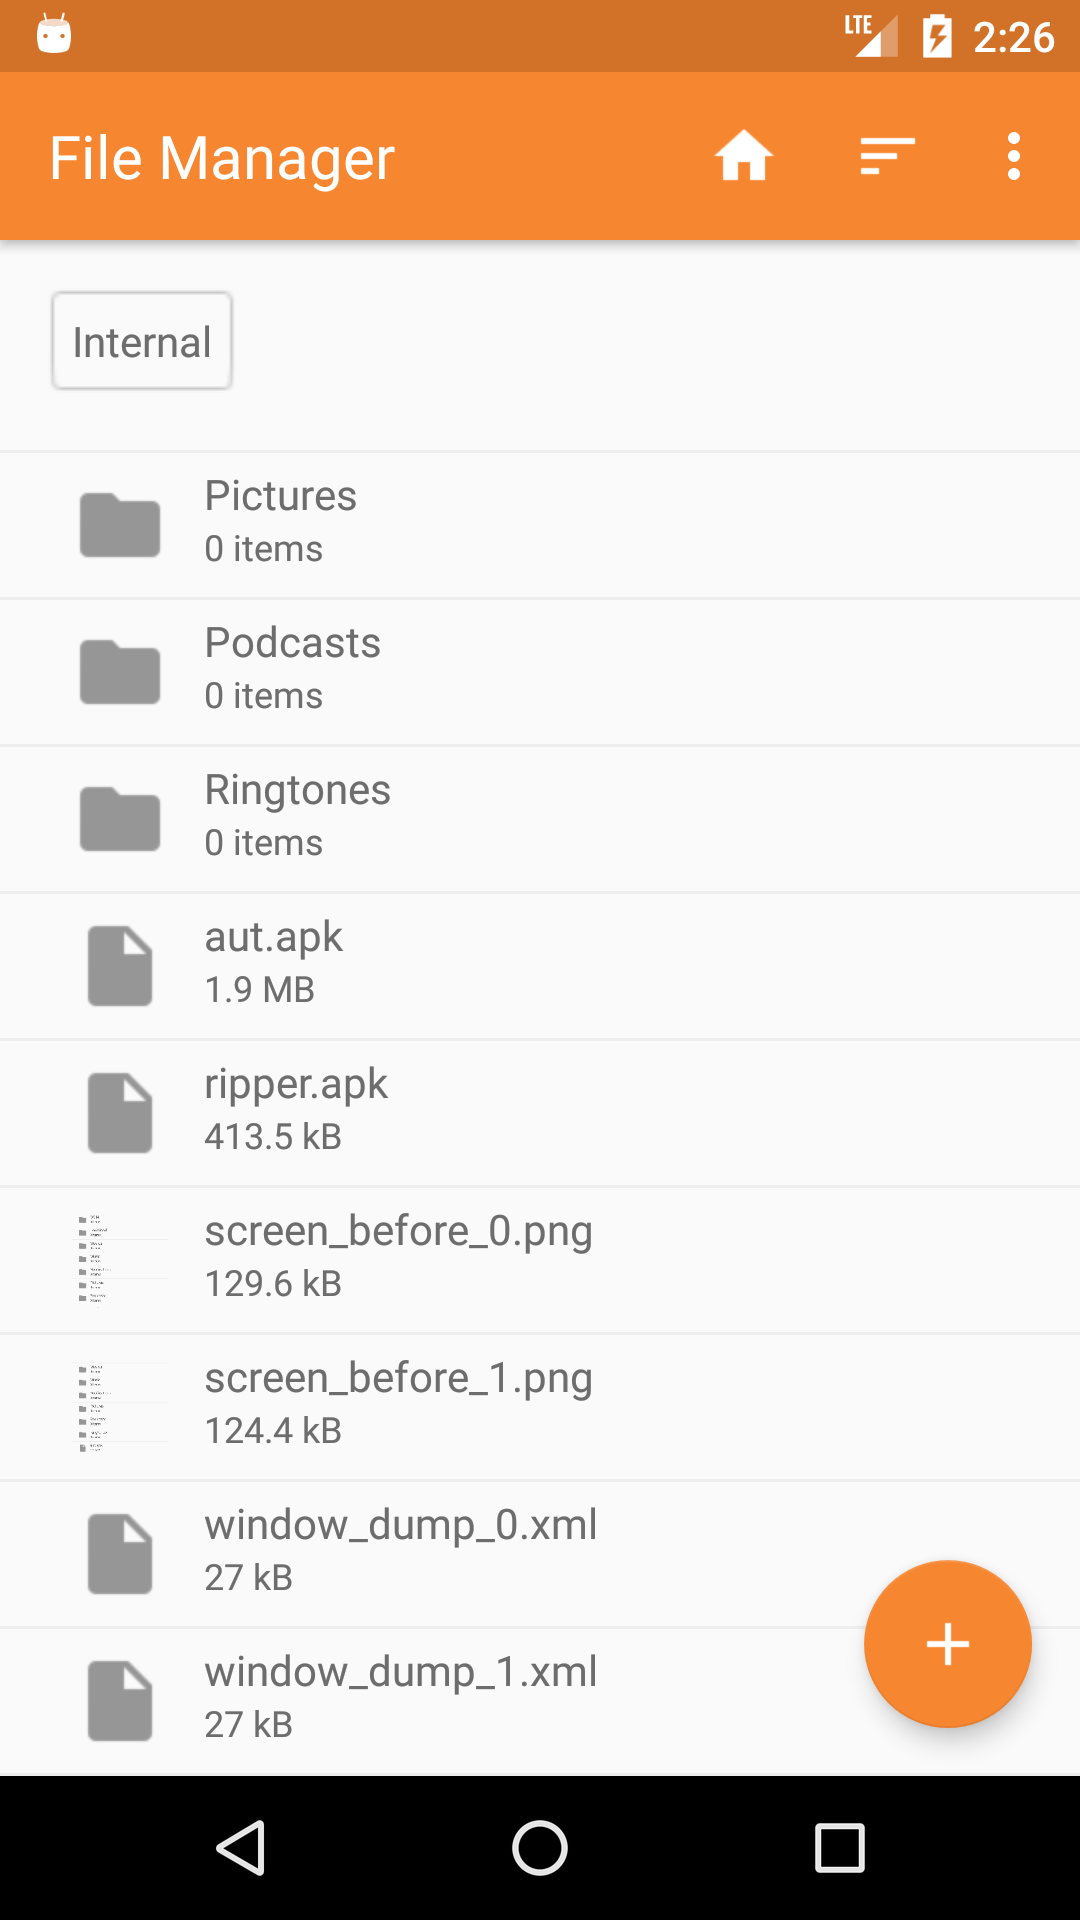 LTE 2:26
File Manager
Internal
Pictures
0 items
Podcasts
0 items
Ringtones
0 items
aut.apk
1.9 MB
ripper.apk
413.5 kB
screen_before_0.png
129.6 kB
screen_before_1.png
124.4 kB
window_dump_0.xml
27 kB
window_dump_1.xml
27 kB